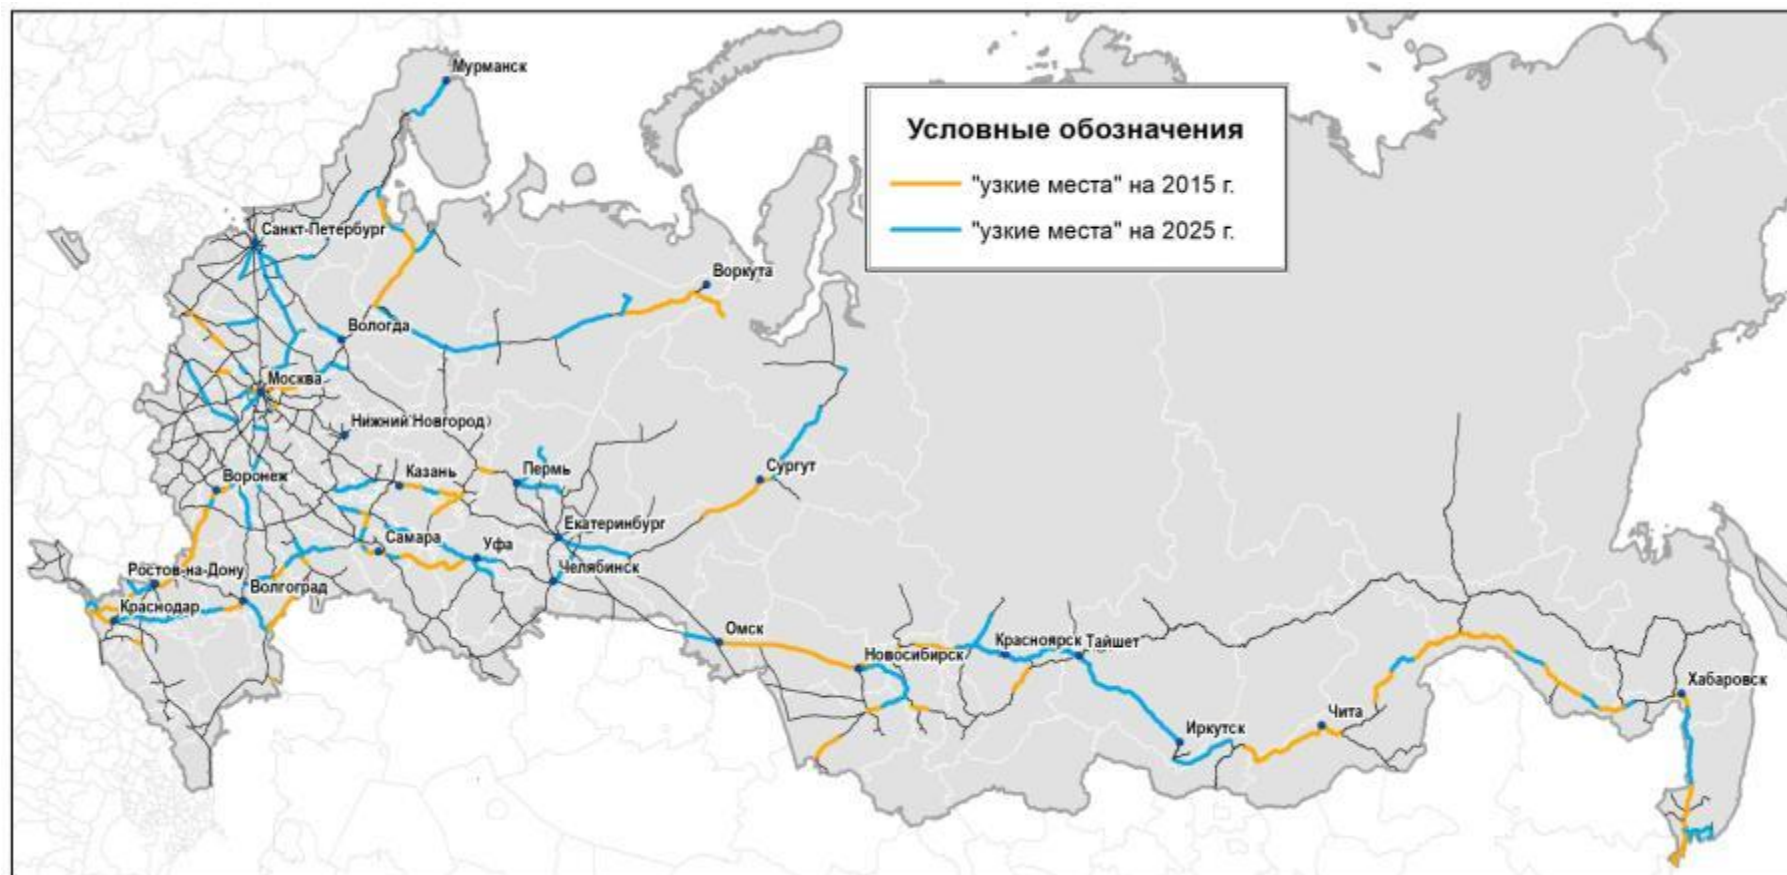 Мурманск
Условные обозначения
"узкие места" на 2015 г.
"узкие места" на 2025 г.
Санкт-Петербург
Воркута
Вологда
Москва
Нижний Новгород
Казань
Пермь
Сургут
Воронеж
Екатеринбург
Самара
Уфа
Челябинск
Ростов-на-Дону
Волгоград
Краснодар
Омск
Новосибирск
Красноярск
Тайшет
Иркутск
Чита
Хабаровск